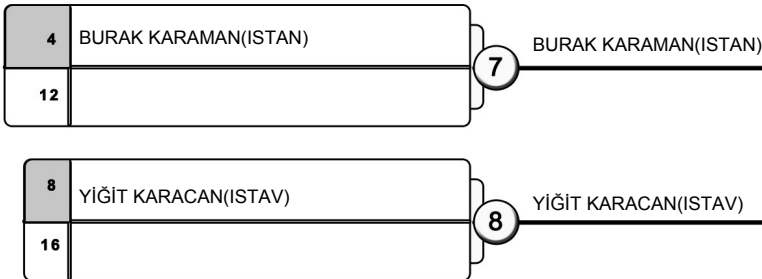 4 BURAK KARAMAN(ISTAN)
7 BURAK KARAMAN(ISTAN)
12
8 YİĞİT KARACAN(ISTAV)
8 YİĞİT KARACAN(ISTAV)
16